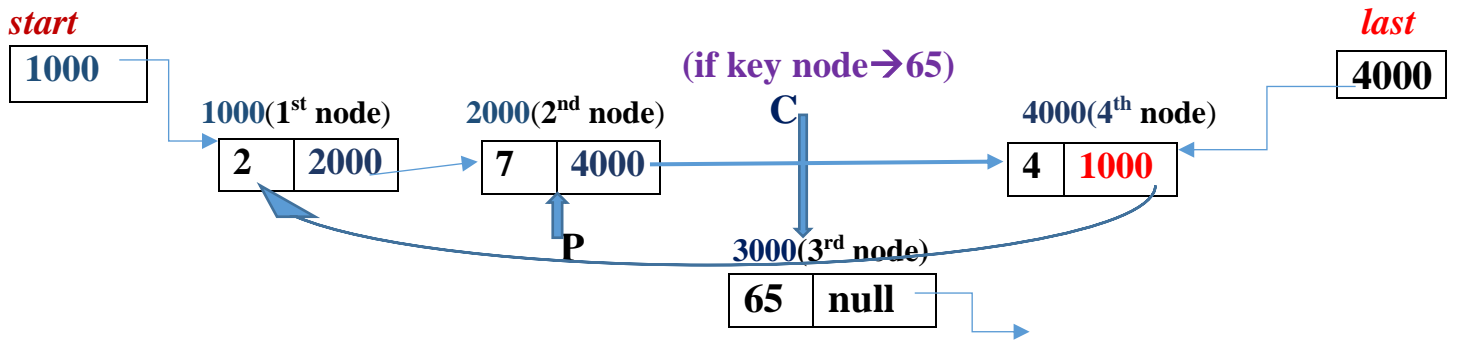 start
last
1000
(if key node→65)
4000
1000(1st node)
2000(2nd node)
C
4000(4th node)
2
2000
7
4000
4
1000
P
3000(3rd node)
65
null